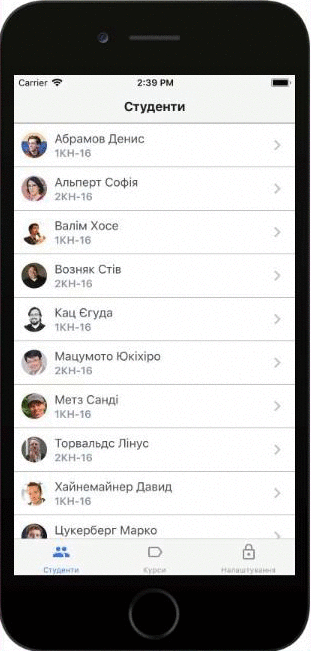 Carrier 2:39 PM
Студенти
Абрамов Денис
1КН-16
Альперт Софія
2КН-16
Валім Хосе
1КН-16
Возняк Стів
2КН-16
Кац Єгуда
1КН-16
Мацумото Юкіхіро
2КН-16
Метз Санді
1КН-16
Торвальдс Лінус
2КН-16
Хайнемайнер Давид
1КН-16
Цукерберг Марко
Студенти Курси Налаштування